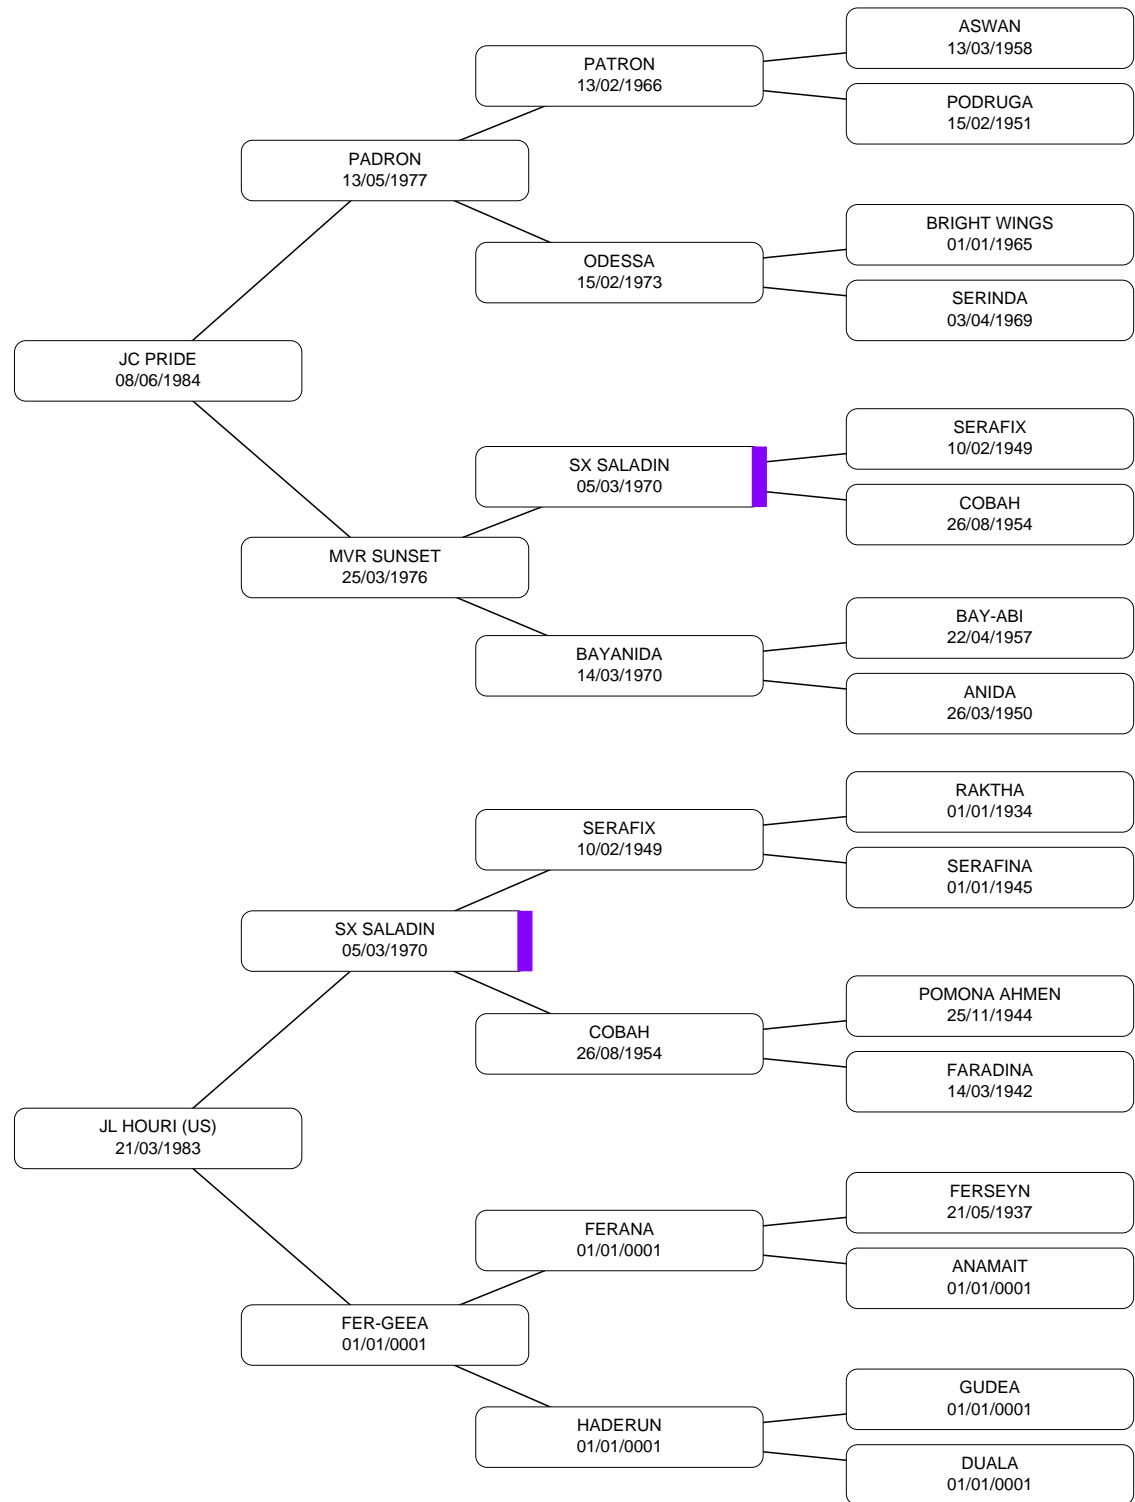 ASWAN
13/03/1958
PATRON
13/02/1966
PODRUGA
15/02/1951
PADRON
13/05/1977
BRIGHT WINGS
01/01/1965
ODESSA
15/02/1973
SERINDA
03/04/1969
JC PRIDE
08/06/1984
SERAFIX
10/02/1949
SX SALADIN
05/03/1970
COBAH
26/08/1954
MVR SUNSET
25/03/1976
BAY-ABI
22/04/1957
BAYANIDA
14/03/1970
ANIDA
26/03/1950
RAKTHA
01/01/1934
SERAFIX
10/02/1949
SERAFINA
01/01/1945
SX SALADIN
05/03/1970
POMONA AHMEN
25/11/1944
COBAH
26/08/1954
FARADINA
14/03/1942
JL HOURI (US)
21/03/1983
FERSEYN
21/05/1937
FERANA
01/01/0001
ANAMAIT
01/01/0001
FER-GEEA
01/01/0001
GUDEA
01/01/0001
HADERUN
01/01/0001
DUALA
01/01/0001